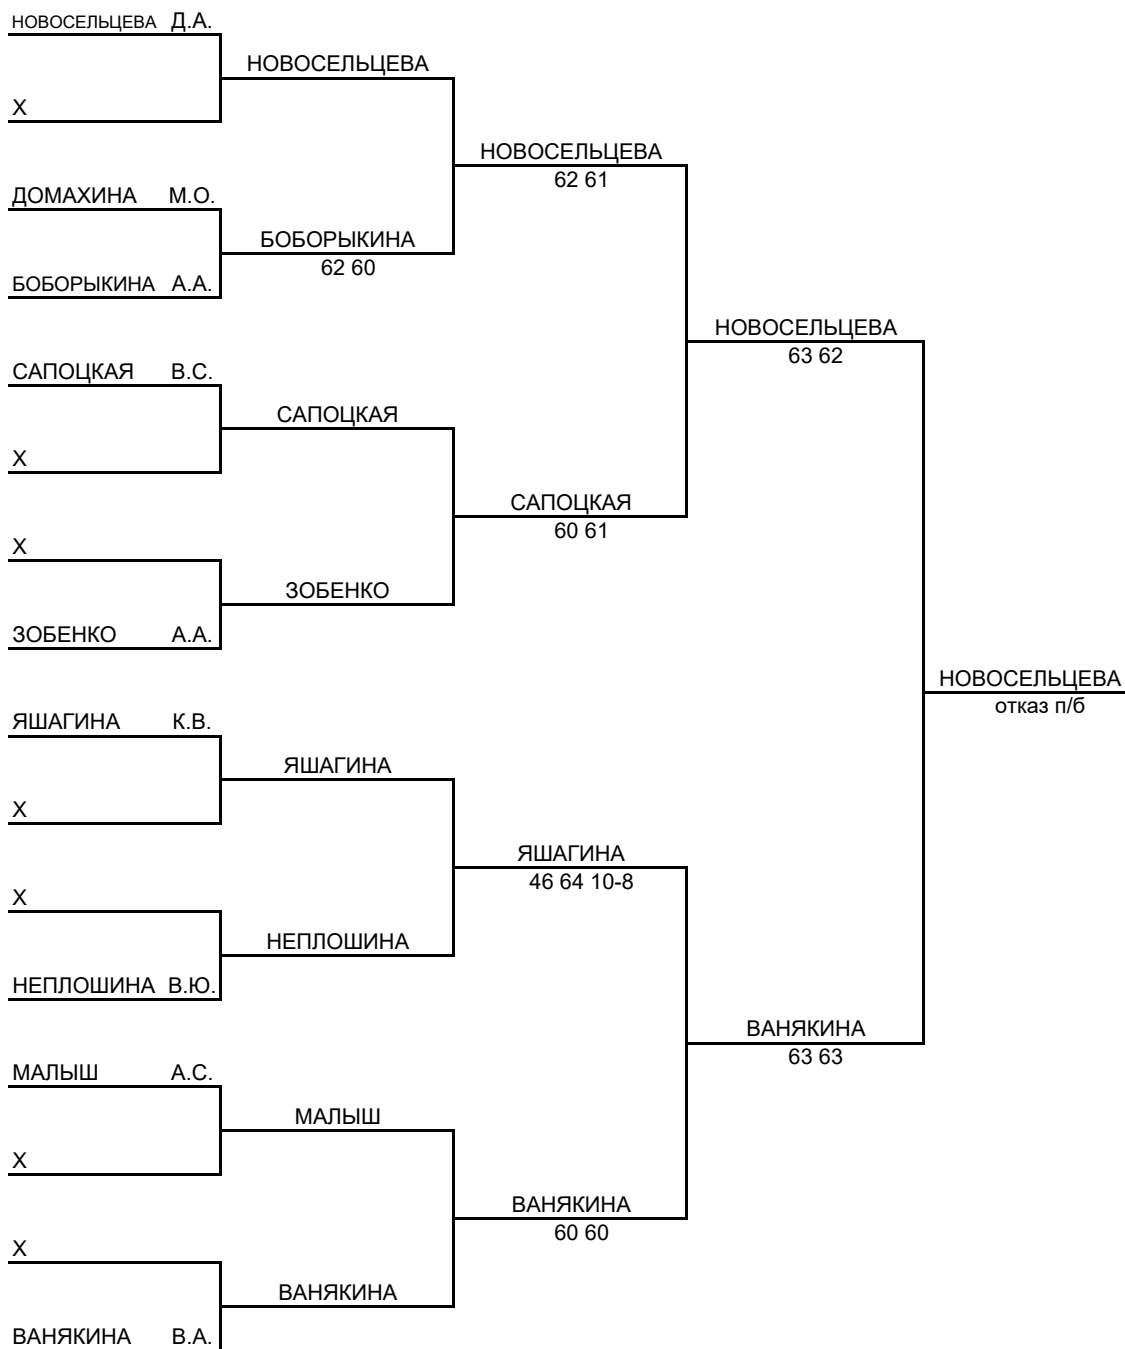 НОВОСЕЛЬЦЕВА Д.А.
НОВОСЕЛЬЦЕВА
X
НОВОСЕЛЬЦЕВА
62 61
ДОМАХИНА М.О.
БОБОРЫКИНА
62 60
БОБОРЫКИНА А.А.
НОВОСЕЛЬЦЕВА
63 62
САПОЦКАЯ В.С.
САПОЦКАЯ
X
САПОЦКАЯ
60 61
X
ЗОБЕНКО
ЗОБЕНКО А.А.
НОВОСЕЛЬЦЕВА
отказ п/б
ЯШАГИНА К.В.
ЯШАГИНА
X
ЯШАГИНА
46 64 10-8
X
НЕПЛОШИНА
НЕПЛОШИНА В.Ю.
ВАНЯКИНА
63 63
МАЛЫШ А.С.
МАЛЫШ
X
ВАНЯКИНА
60 60
X
ВАНЯКИНА
ВАНЯКИНА В.А.